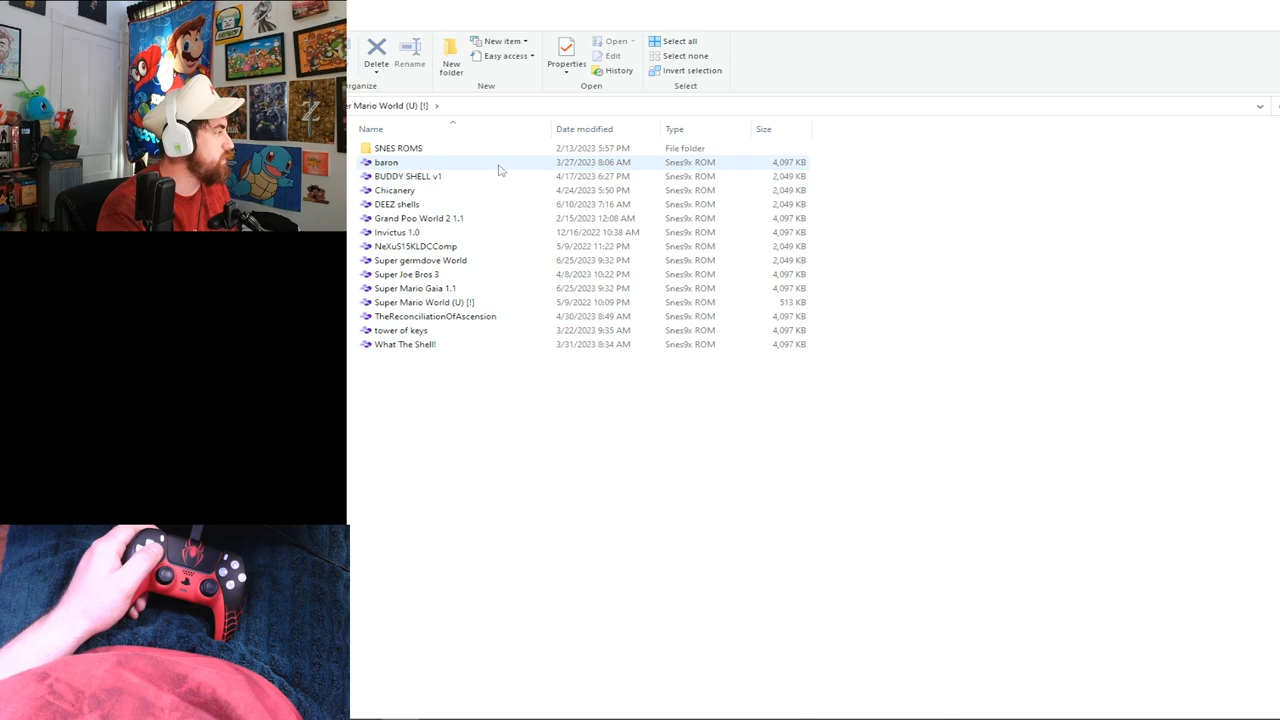 Delete
Rename
New folder
New item
Easy access
Properties
Open
Edit
History
Select all
Select none
Invert selection
rganize
New
Open
Select
er Mario World (U) [!]
Name Date modified Type Size
SNES ROMS 2/13/2023 5:57 PM File folder
baron 3/27/2023 8:06 AM Snes9x ROM 4,097 KB
BUDDY SHELL v1 4/17/2023 6:27 PM Snes9x ROM 2,049 KB
Chicanery 4/24/2023 5:50 PM Snes9x ROM 2,049 KB
DEEZ shells 6/10/2023 7:16 AM Snes9x ROM 2,049 KB
Grand Poo World 2 1.1 2/15/2023 12:08 AM Snes9x ROM 4,097 KB
Invictus 1.0 12/16/2022 10:38 AM Snes9x ROM 4,097 KB
NeXuS15KLDCComp 5/9/2022 11:22 PM Snes9x ROM 2,049 KB
Super germdove World 6/25/2023 9:32 PM Snes9x ROM 2,049 KB
Super Joe Bros 3 4/8/2023 10:22 PM Snes9x ROM 4,097 KB
Super Mario Gaia 1.1 6/25/2023 9:32 PM Snes9x ROM 4,097 KB
Super Mario World (U) [!] 5/9/2022 10:09 PM Snes9x ROM 513 KB
TheReconciliationOfAscension 4/30/2023 8:49 AM Snes9x ROM 4,097 KB
tower of keys 3/22/2023 9:35 AM Snes9x ROM 4,097 KB
What The Shell! 3/31/2023 8:34 AM Snes9x ROM 4,097 KB